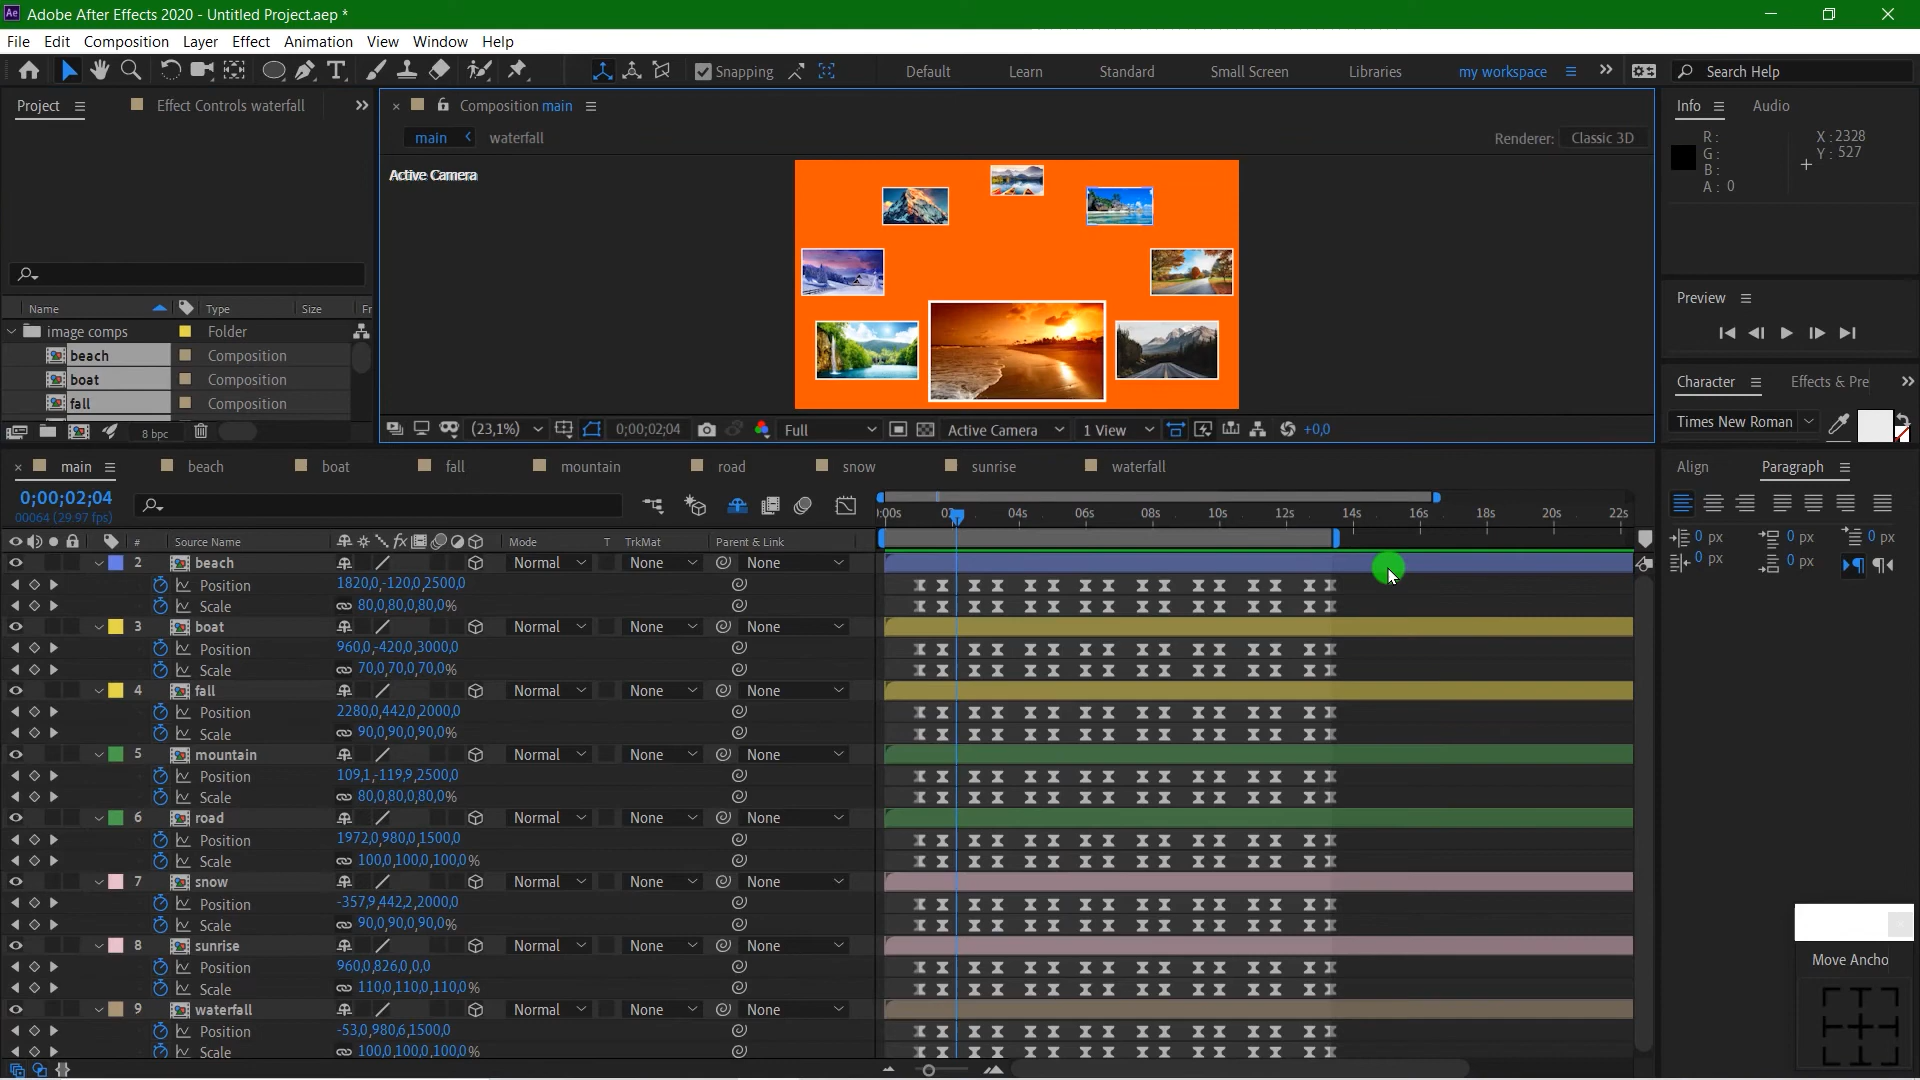 Adobe After Effects 2020 - Untitled Project.aep *
File Edit Composition Layer Effect Animation View Window Help
Snapping Default Learn Standard Small Screen Libraries my workspace Search Help
Project Effect Controls waterfall
Composition main
main waterfall
Renderer: Classic 3D
Active Camera
Name Type Size Fr
image comps Folder
beach Composition
boat Composition
fall Composition
8 bpc
(23,1%) 0;00;02;04 Full Active Camera 1 View +0,0
Info Audio
R :
G :
B :
A : 0
X : 2328
Y : 527
Preview
Character Effects & Pre
Times New Roman
main beach boat fall mountain road snow sunrise waterfall
0;00;02;04
00064 (29.97 fps)
:00s 02 04s 06s 08s 10s 12s 14s 16s 18s 20s 22s
# Source Name Mode T TrkMat Parent & Link
2 beach Normal None None
Position 1820,0,-120,0,2500,0
Scale 80,0,80,0,80,0%
3 boat Normal None None
Position 960,0,-420,0,3000,0
Scale 70,0,70,0,70,0%
4 fall Normal None None
Position 2280,0,442,0,2000,0
Scale 90,0,90,0,90,0%
5 mountain Normal None None
Position 109,1,-119,9,2500,0
Scale 80,0,80,0,80,0%
6 road Normal None None
Position 1972,0,980,0,1500,0
Scale 100,0,100,0,100,0%
7 snow Normal None None
Position -357,9,442,2,2000,0
Scale 90,0,90,0,90,0%
8 sunrise Normal None None
Position 960,0,826,0,0,0
Scale 110,0,110,0,110,0%
9 waterfall Normal None None
Position -53,0,980,6,1500,0
Scale 100,0,100,0,100,0%
Align Paragraph
0 px 0 px 0 px
0 px 0 px
Move Ancho